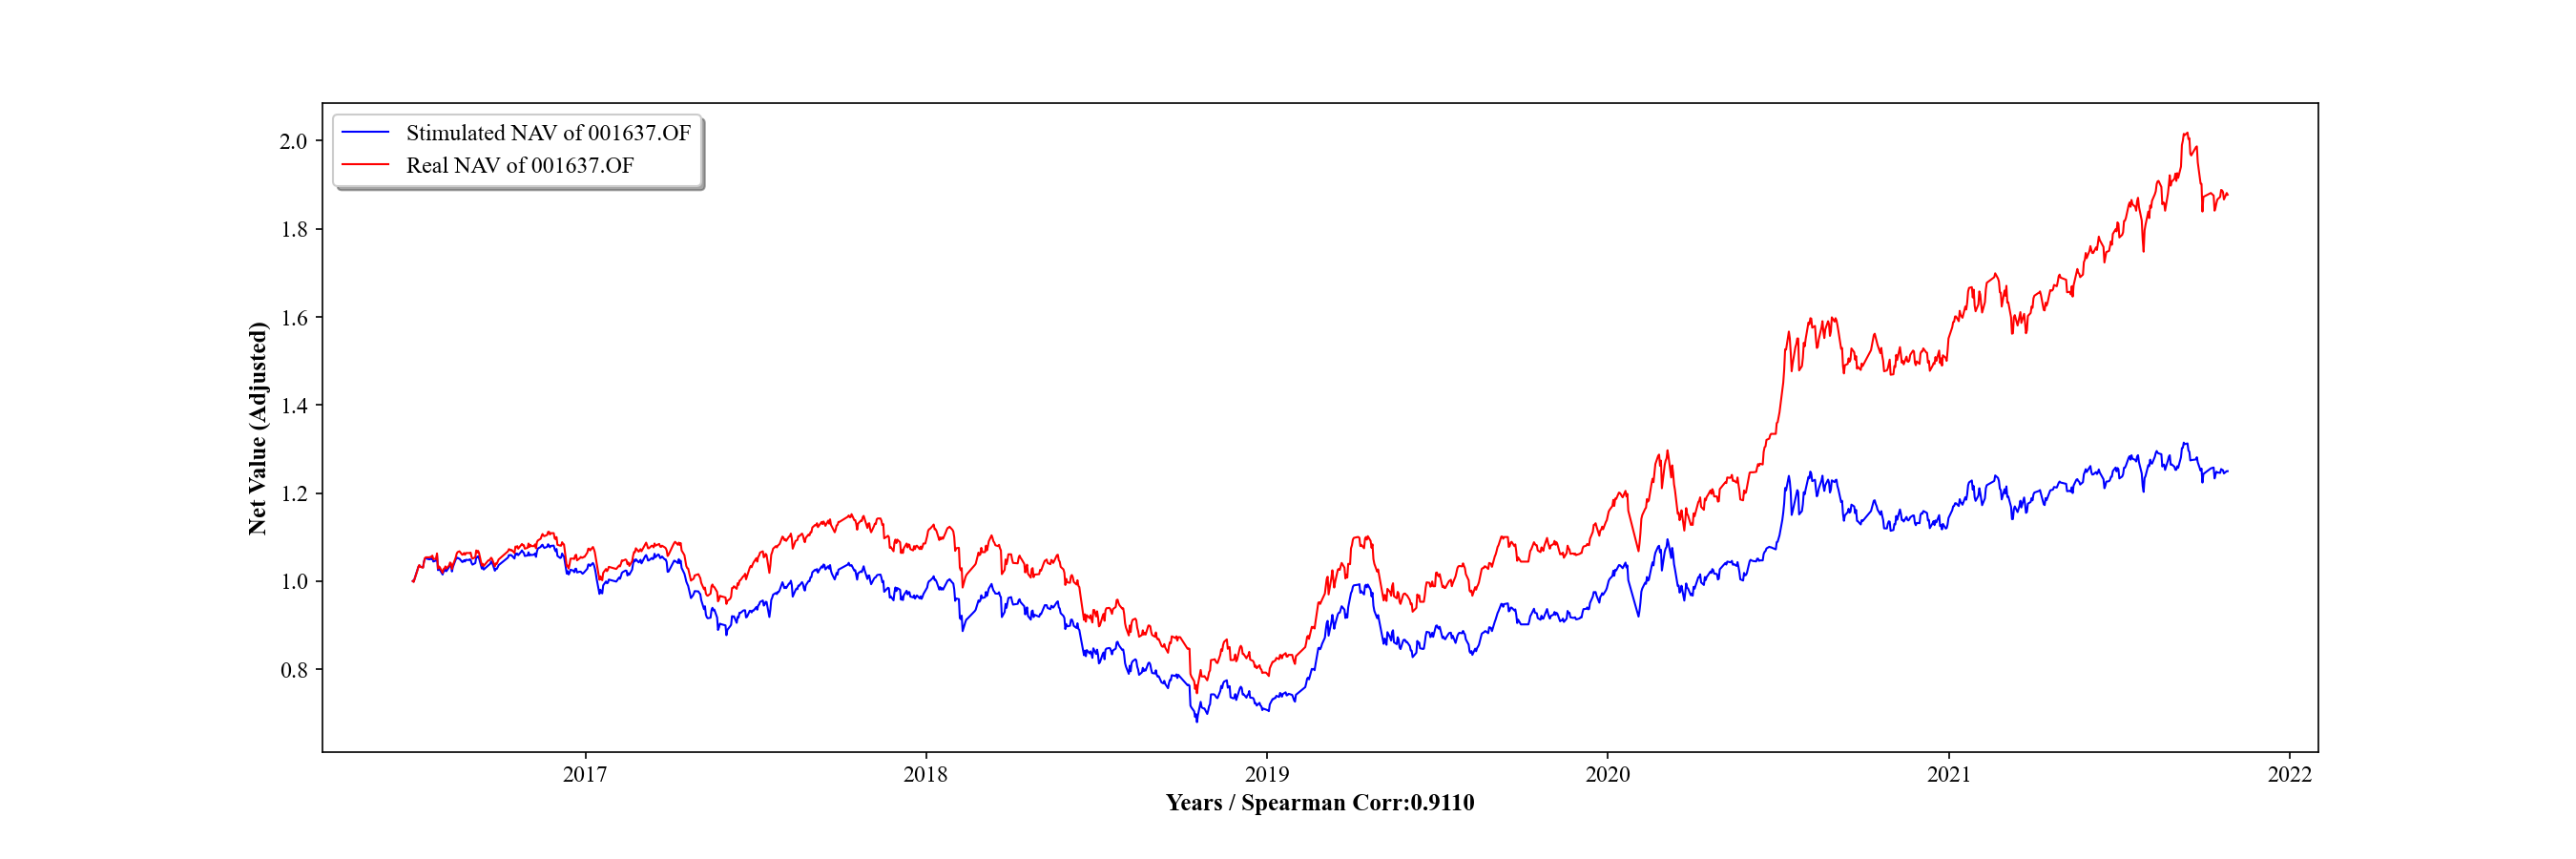 Stimulated NAV of 001637.OF
Real NAV of 001637.OF
2.0
1.8
1.6
1.4
1.2
1.0
0.8
Net Value (Adjusted)
2017 2018 2019 2020 2021 2022
Years / Spearman Corr:0.9110